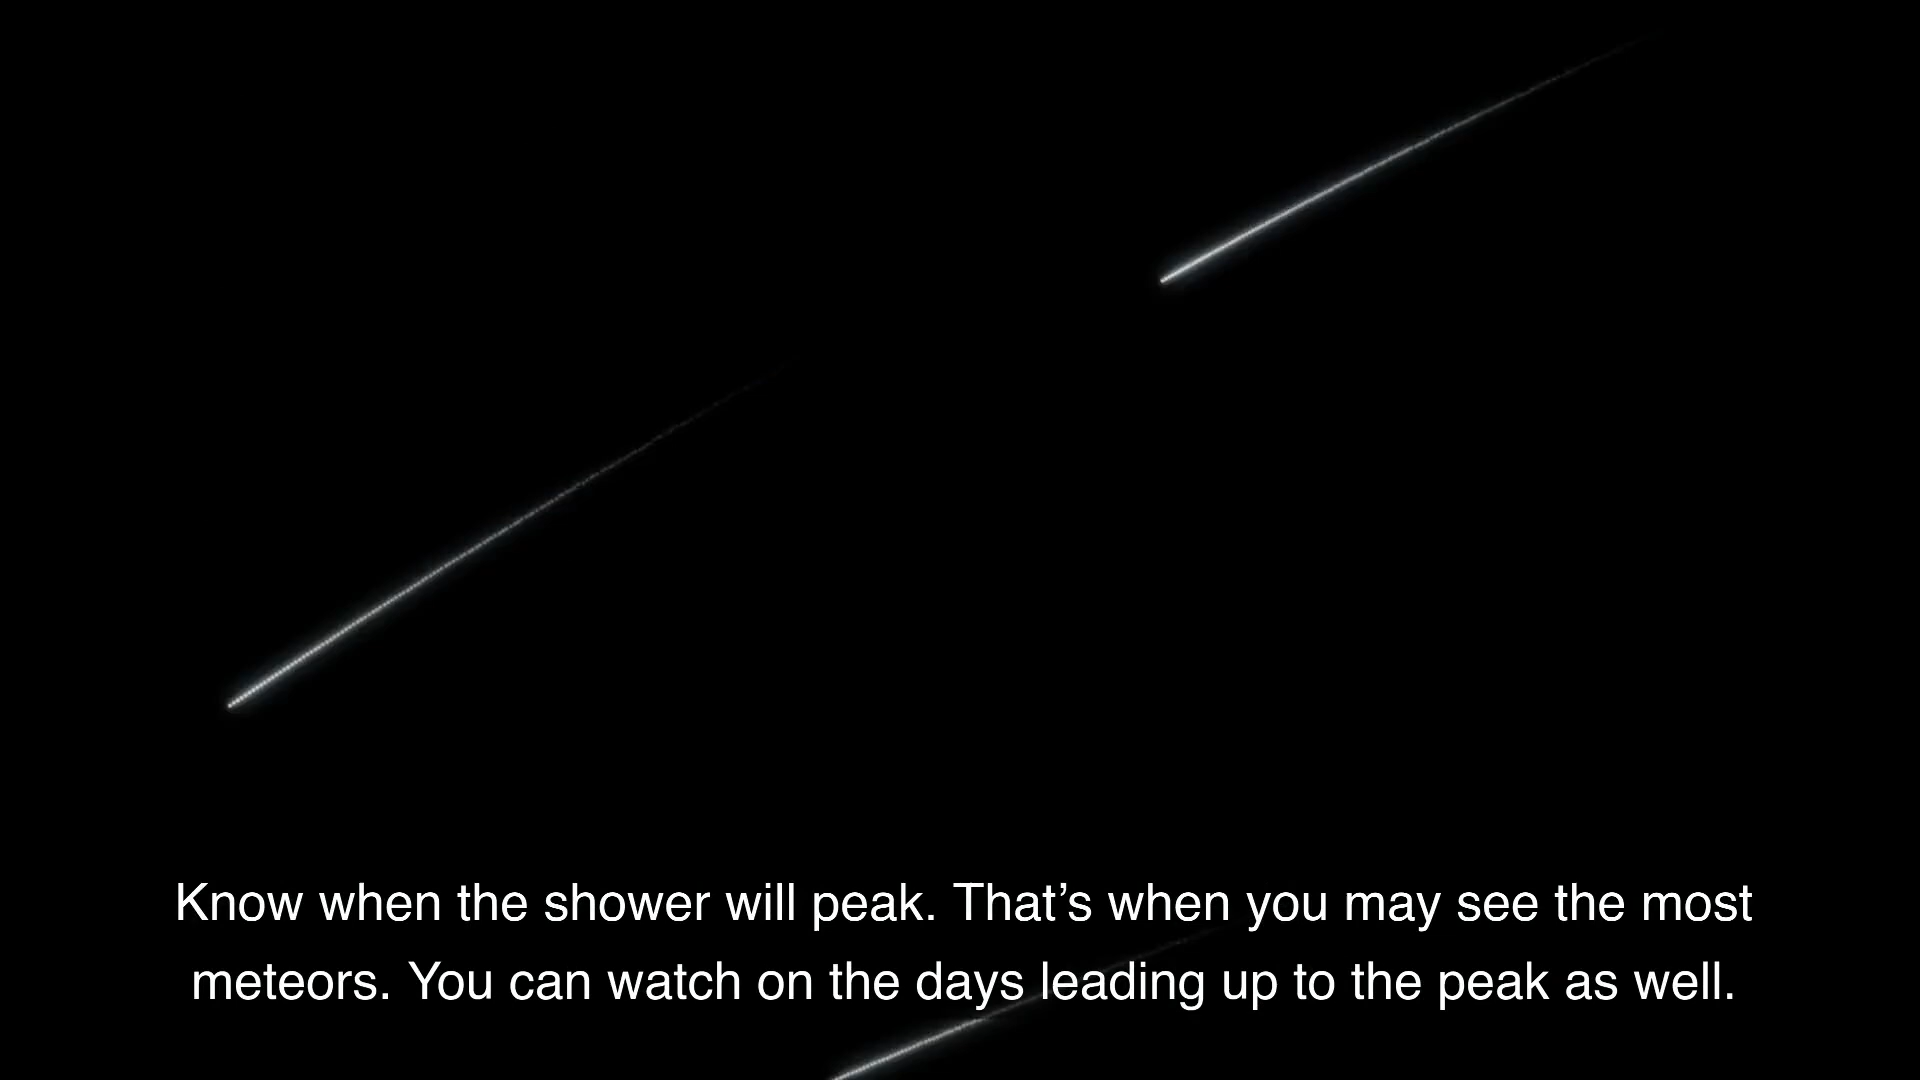 Know when the shower will peak. That’s when you may see the most
meteors. You can watch on the days leading up to the peak as well.